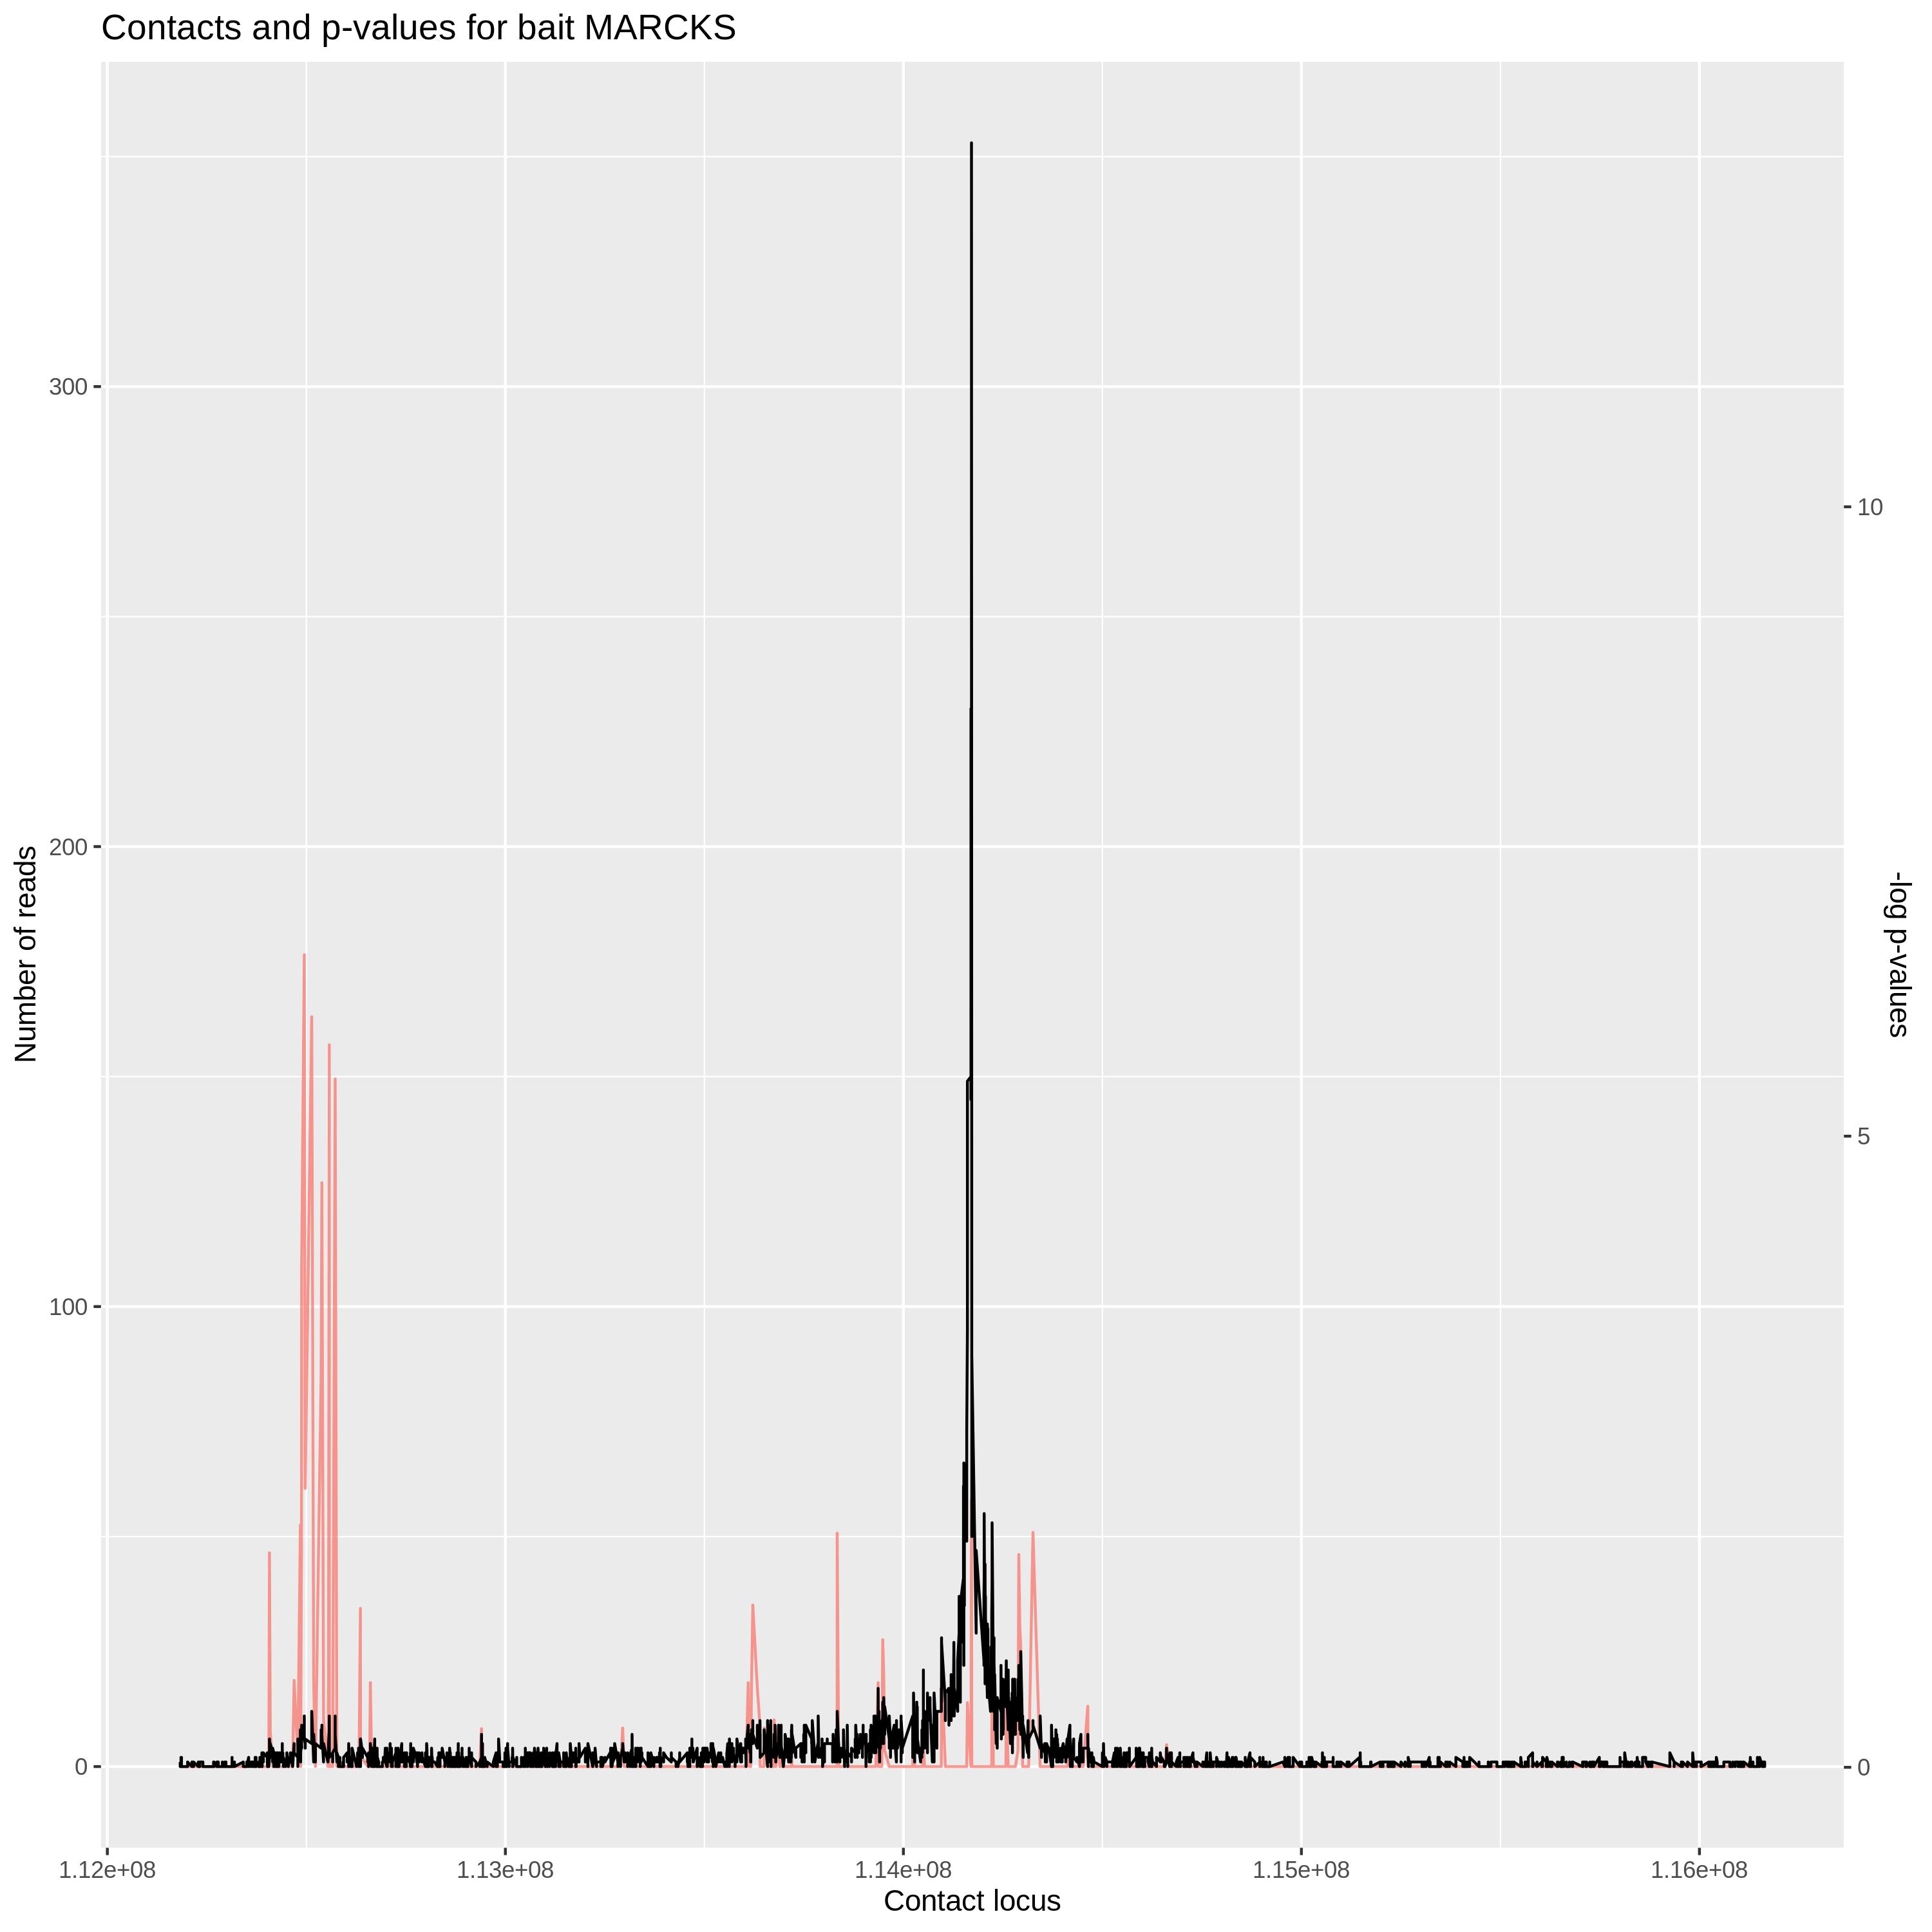 Contacts and p-values for bait MARCKS
Number of reads
300
200
100
0
10
5
0
-log p-values
1.12e+08
1.13e+08
1.14e+08
1.15e+08
1.16e+08
Contact locus